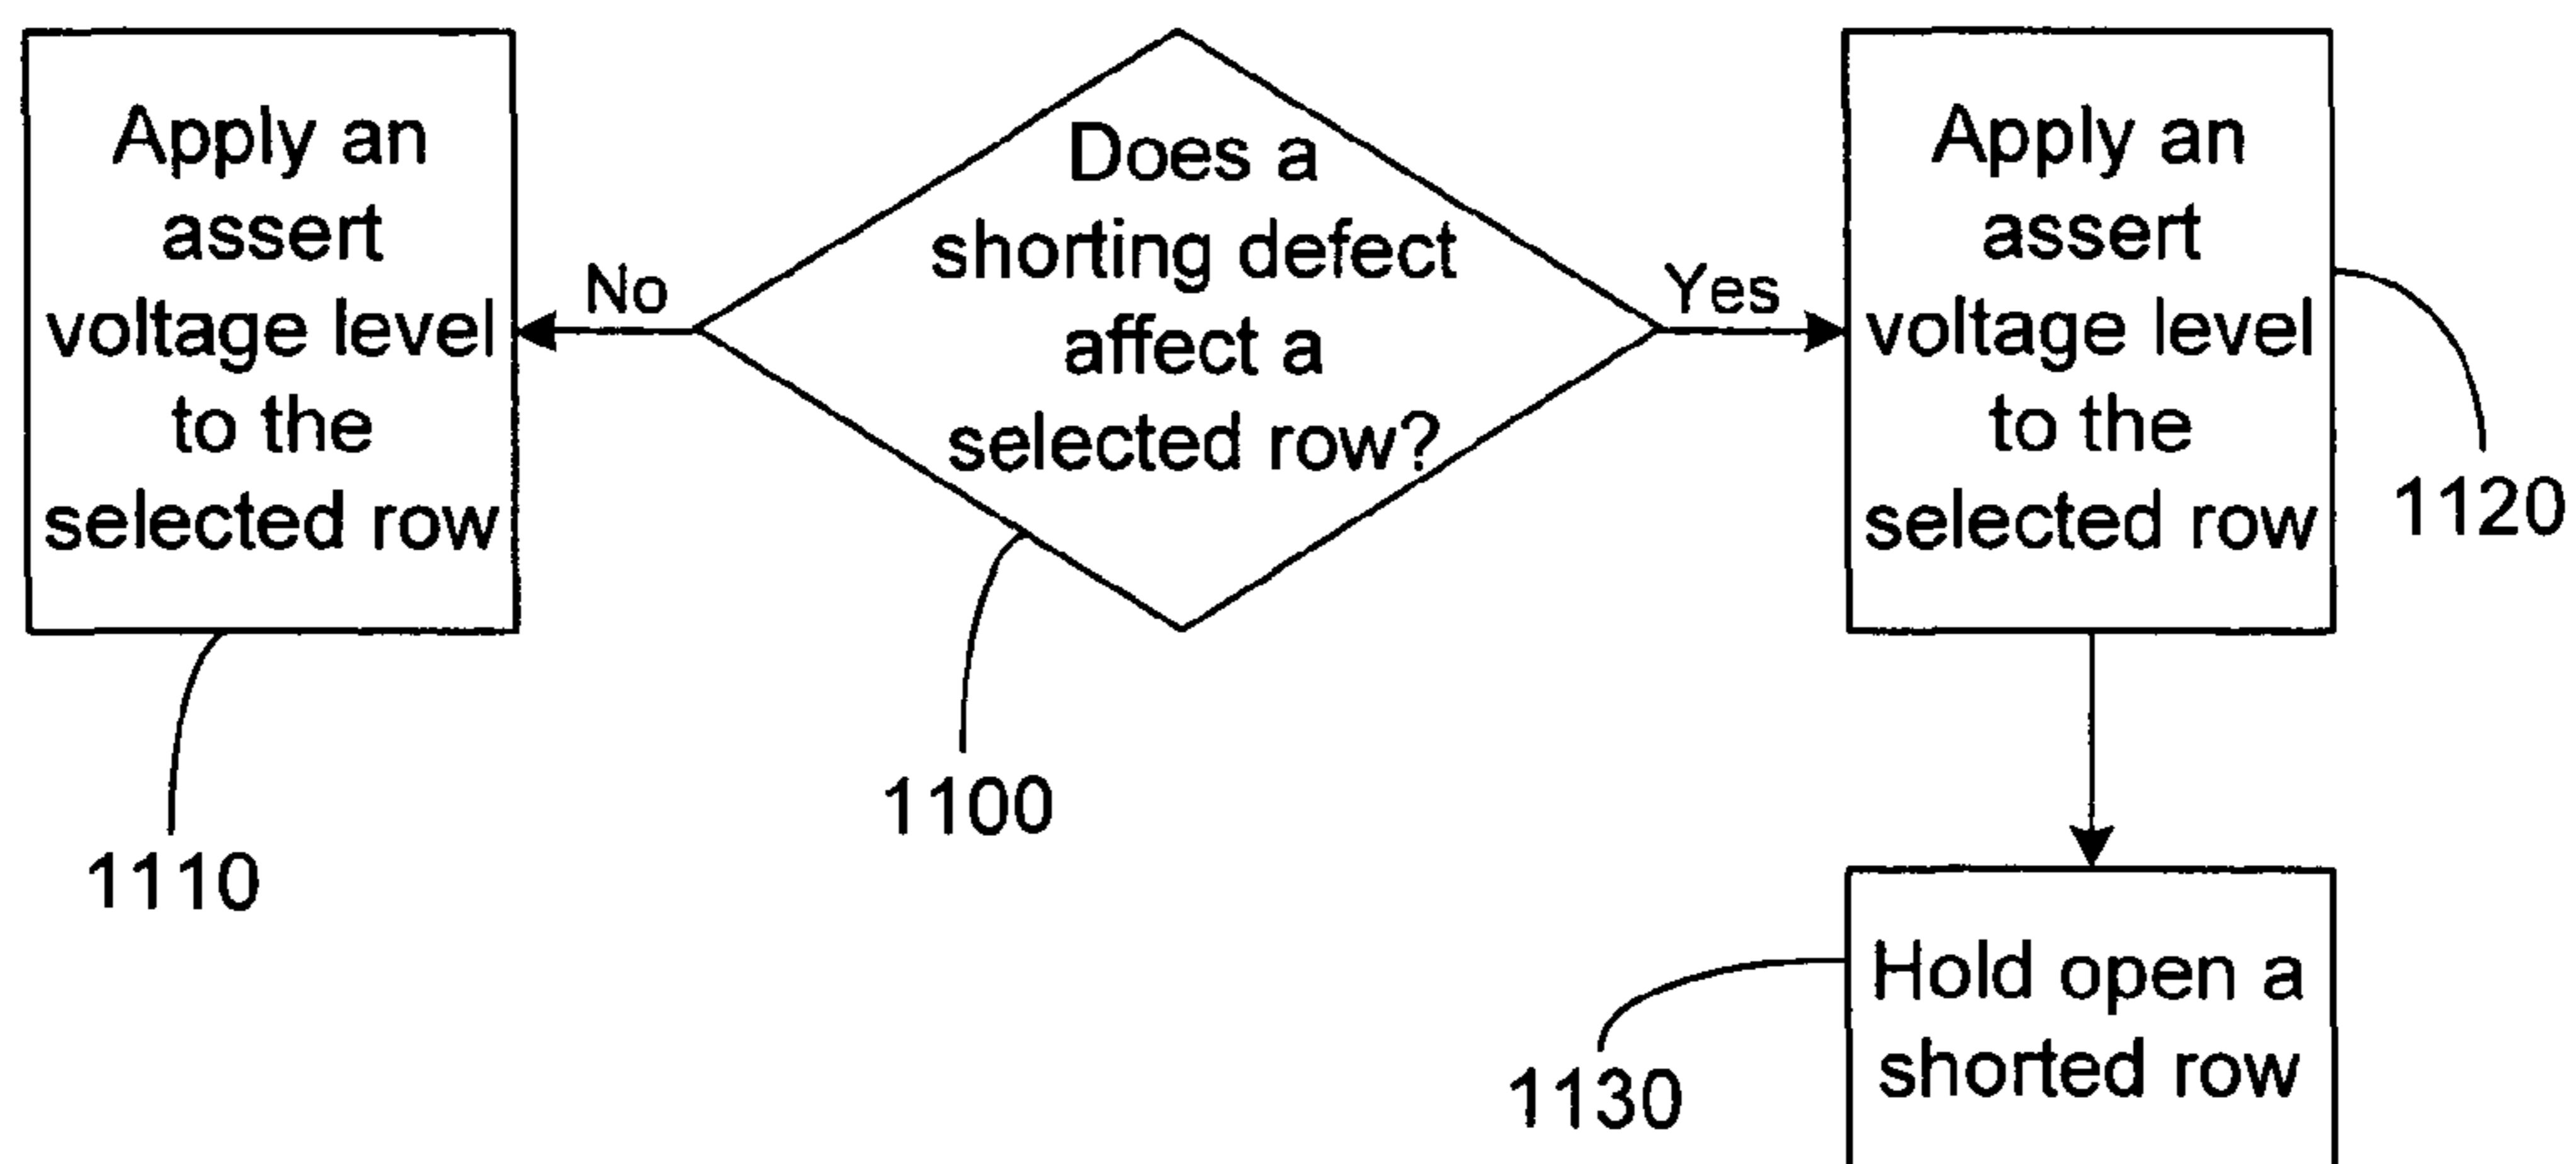 Apply an
assert
voltage level
to the
selected row
1110
No
Does a
shorting defect
affect a
selected row?
1100
Yes
Apply an
assert
voltage level
to the
selected row
1120
Hold open a
shorted row
1130